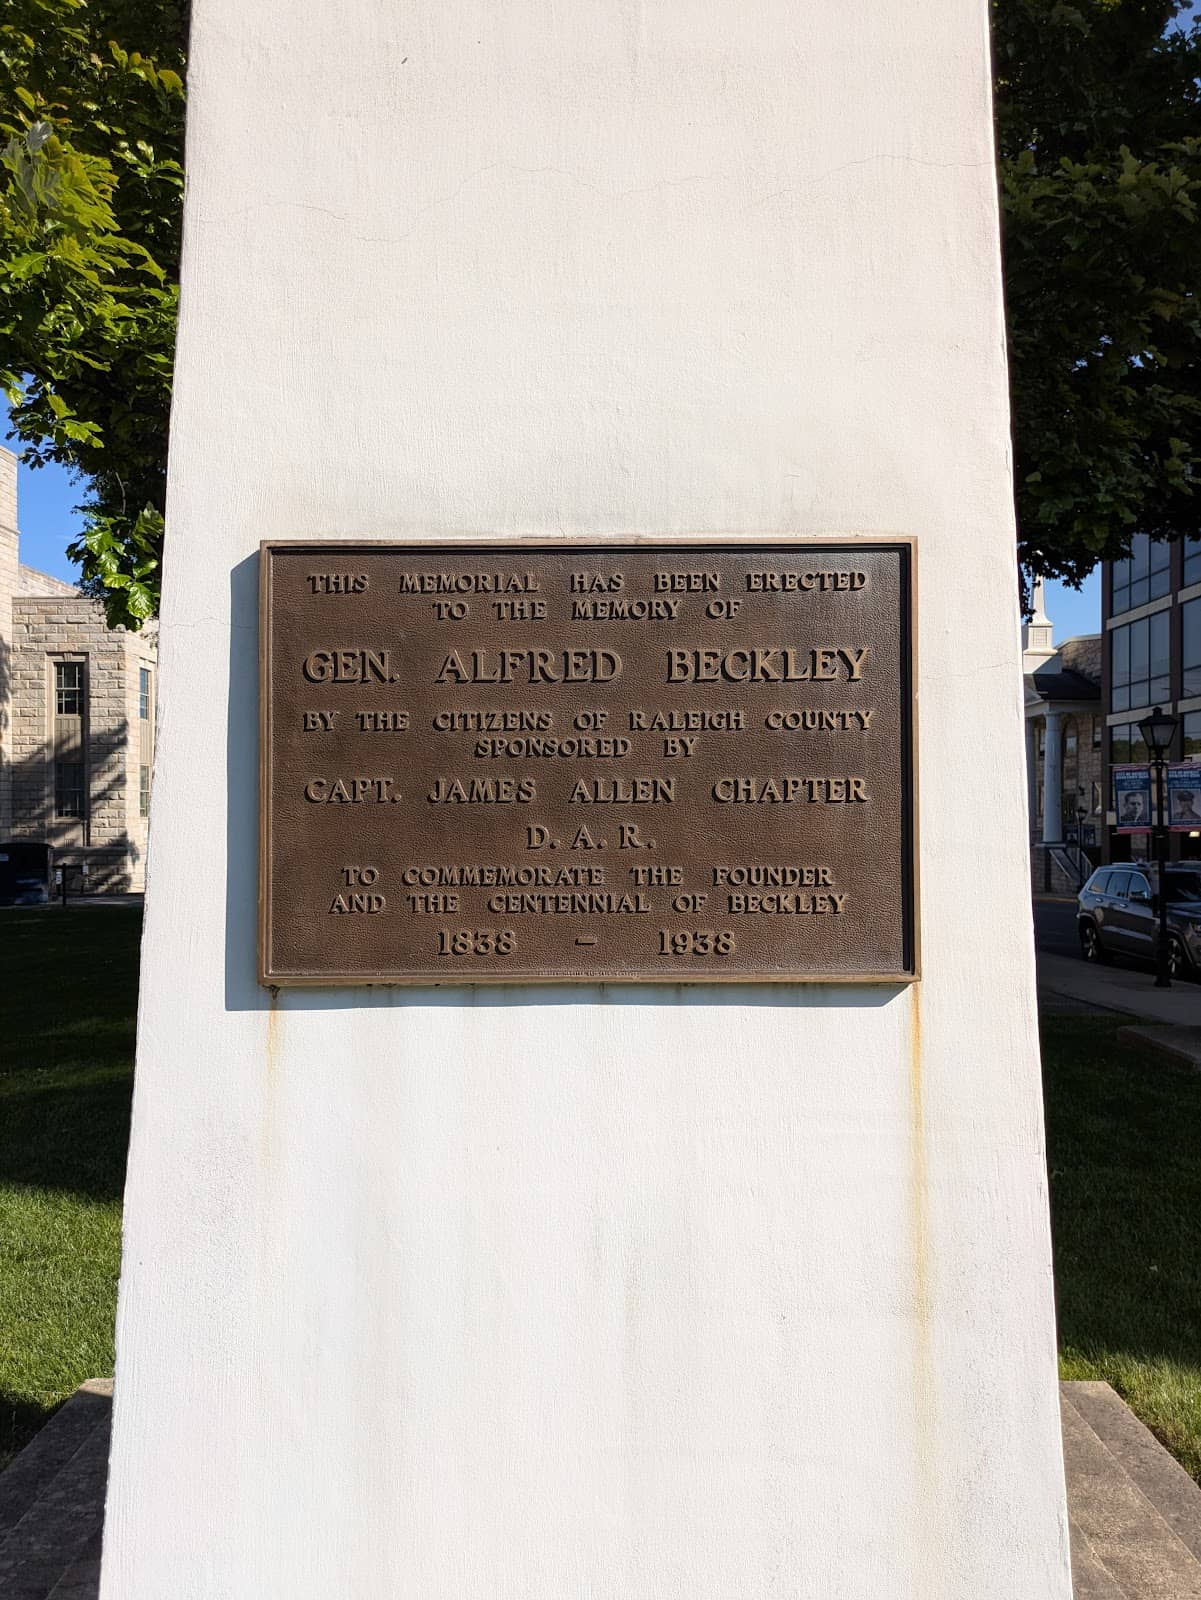 THIS MEMORIAL HAS BEEN ERECTED
TO THE MEMORY OF
GEN. ALFRED BECKLEY
BY THE CITIZENS OF RALEIGH COUNTY
SPONSORED BY
CAPT. JAMES ALLEN CHAPTER
D. A. R.
TO COMMEMORATE THE FOUNDER
AND THE CENTENNIAL OF BECKLEY
1838 – 1938